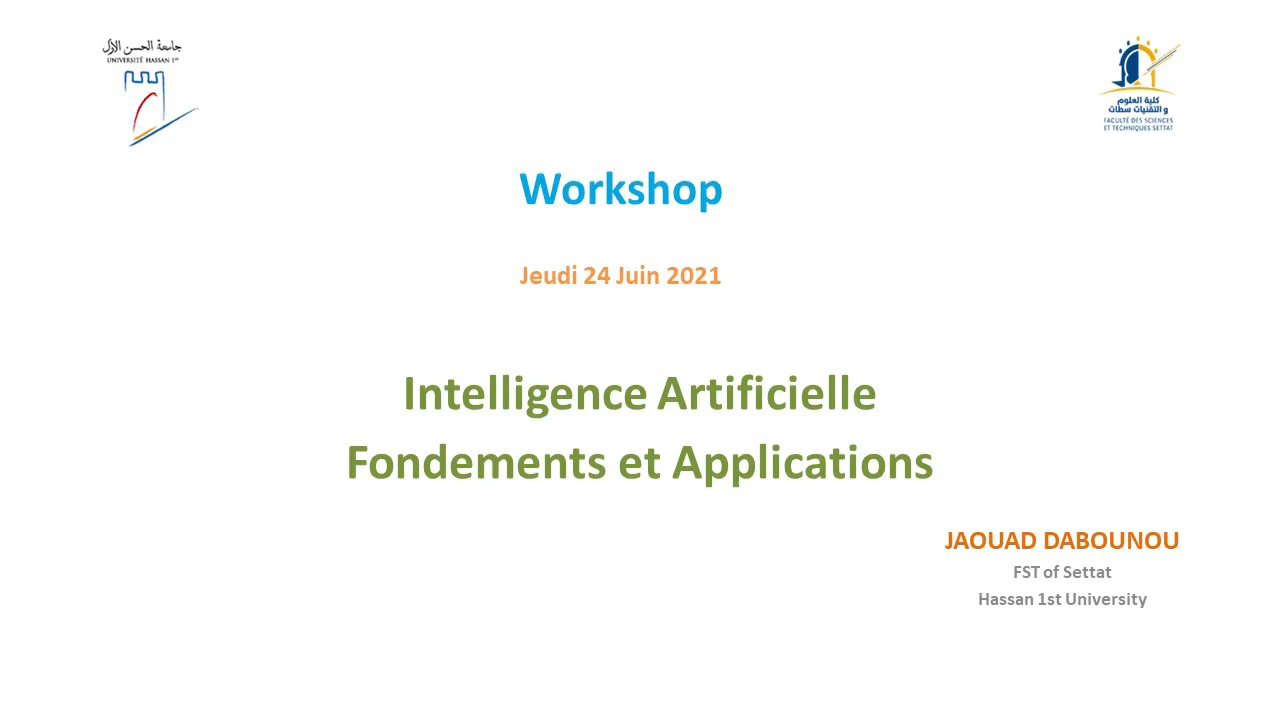 جامعة الحسن الأول
UNIVERSITÉ HASSAN 1er
كلية العلوم
و التقنيات سطات
FACULTÉ DES SCIENCES
ET TECHNIQUES SETTAT
Workshop
Jeudi 24 Juin 2021
Intelligence Artificielle
Fondements et Applications
JAOUAD DABOUNOU
FST of Settat
Hassan 1st University